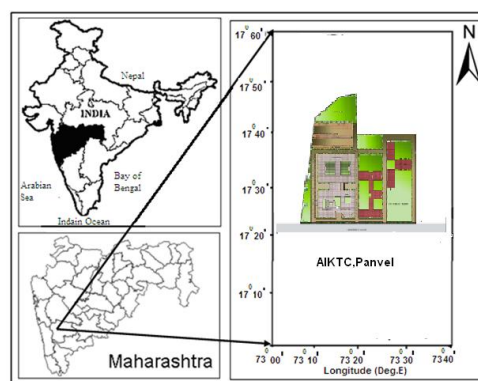 Nepal
INDIA
Arabian
Sea
Bay of
Bengal
Indain Ocean
Maharashtra
N
17° 60'
17° 50'
17° 40'
17° 30'
17° 20'
17° 10'
AIKTC,Panvel
73° 00' 73° 10' 73° 20' 73° 30' 73° 40'
Longitude (Deg.E)